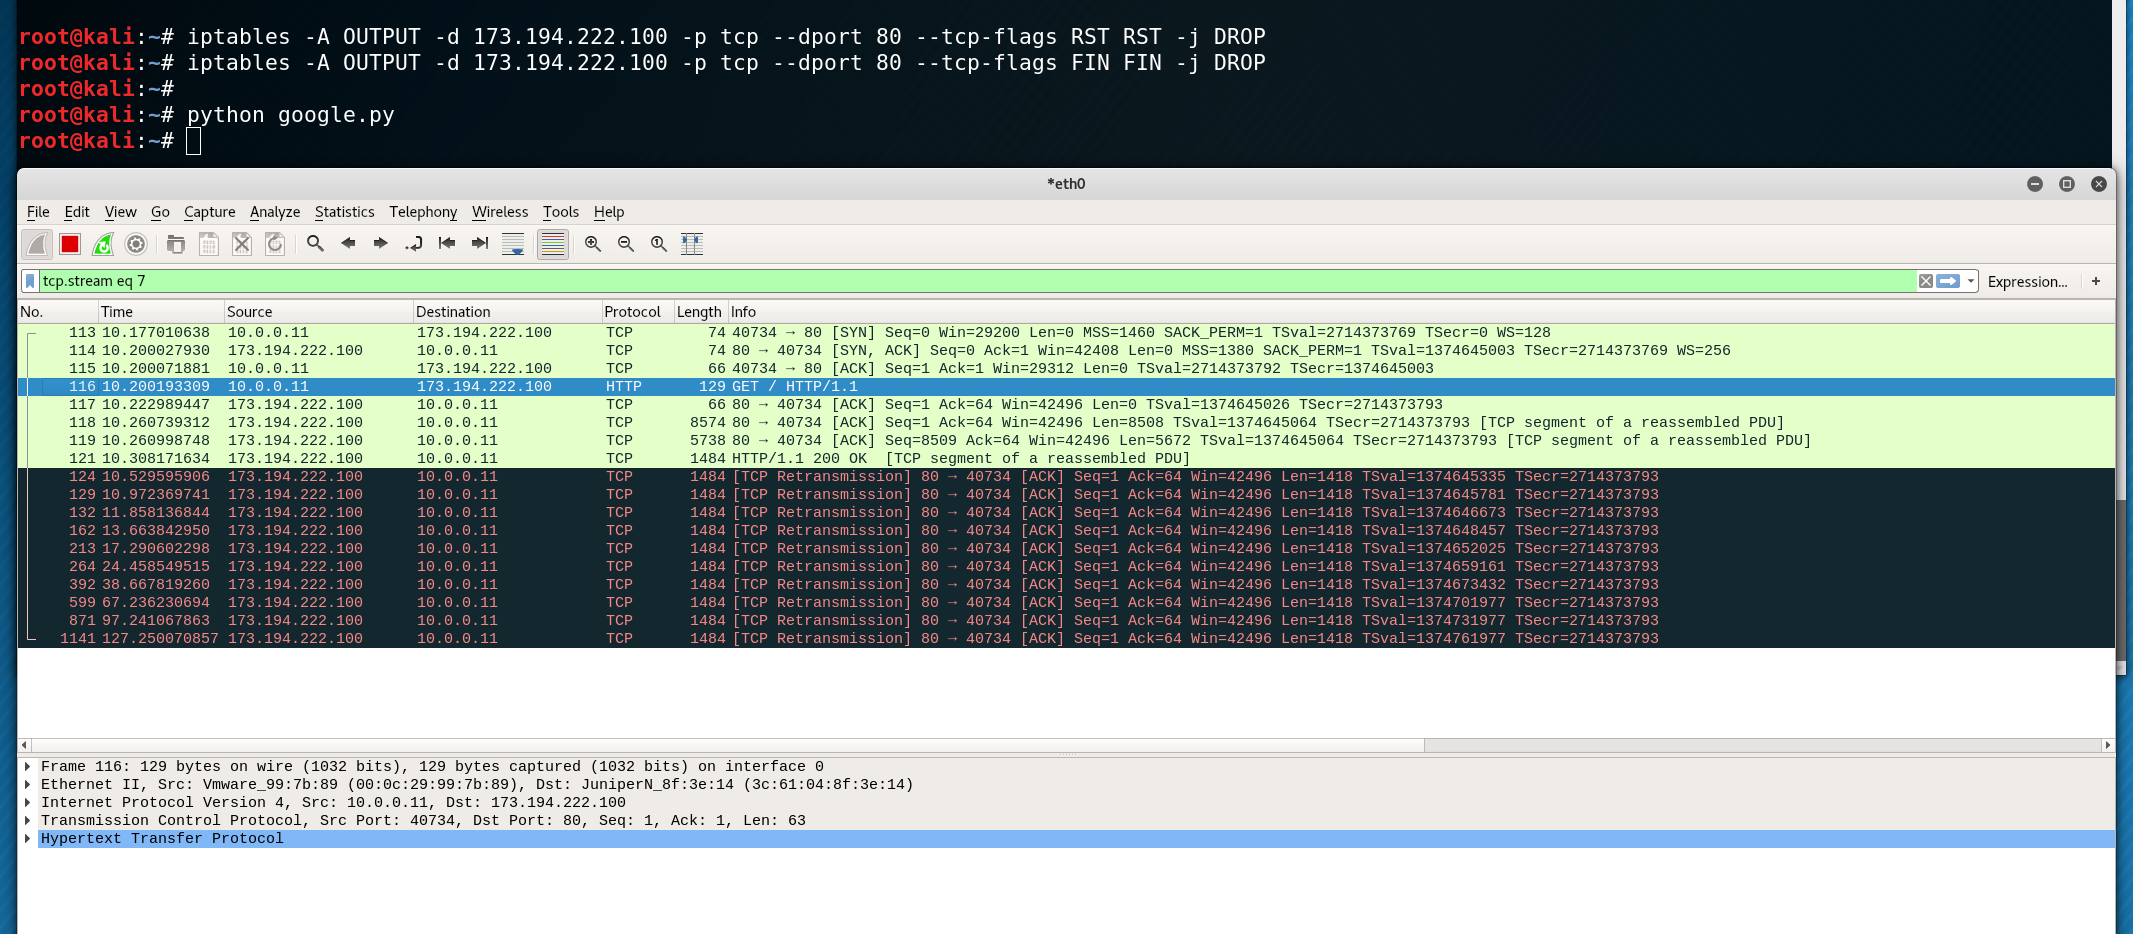 root@kali:~# iptables -A OUTPUT -d 173.194.222.100 -p tcp --dport 80 --tcp-flags RST RST -j DROP
root@kali:~# iptables -A OUTPUT -d 173.194.222.100 -p tcp --dport 80 --tcp-flags FIN FIN -j DROP
root@kali:~#
root@kali:~# python google.py
root@kali:~#
*eth0
File Edit View Go Capture Analyze Statistics Telephony Wireless Tools Help
tcp.stream eq 7 Expression... +
No. Time Source Destination Protocol Length Info
113 10.177010638 10.0.0.11 173.194.222.100 TCP 74 40734 → 80 [SYN] Seq=0 Win=29200 Len=0 MSS=1460 SACK_PERM=1 TSval=2714373769 TSecr=0 WS=128
114 10.200027930 173.194.222.100 10.0.0.11 TCP 74 80 → 40734 [SYN, ACK] Seq=0 Ack=1 Win=42408 Len=0 MSS=1380 SACK_PERM=1 TSval=1374645003 TSecr=2714373769 WS=256
115 10.200071881 10.0.0.11 173.194.222.100 TCP 66 40734 → 80 [ACK] Seq=1 Ack=1 Win=29312 Len=0 TSval=2714373792 TSecr=1374645003
116 10.200193309 10.0.0.11 173.194.222.100 HTTP 129 GET / HTTP/1.1
117 10.222989447 173.194.222.100 10.0.0.11 TCP 66 80 → 40734 [ACK] Seq=1 Ack=64 Win=42496 Len=0 TSval=1374645026 TSecr=2714373793
118 10.260739312 173.194.222.100 10.0.0.11 TCP 8574 80 → 40734 [ACK] Seq=1 Ack=64 Win=42496 Len=8508 TSval=1374645064 TSecr=2714373793 [TCP segment of a reassembled PDU]
119 10.260998748 173.194.222.100 10.0.0.11 TCP 5738 80 → 40734 [ACK] Seq=8509 Ack=64 Win=42496 Len=5672 TSval=1374645064 TSecr=2714373793 [TCP segment of a reassembled PDU]
121 10.308171634 173.194.222.100 10.0.0.11 TCP 1484 HTTP/1.1 200 OK [TCP segment of a reassembled PDU]
124 10.529595906 173.194.222.100 10.0.0.11 TCP 1484 [TCP Retransmission] 80 → 40734 [ACK] Seq=1 Ack=64 Win=42496 Len=1418 TSval=1374645335 TSecr=2714373793
129 10.972369741 173.194.222.100 10.0.0.11 TCP 1484 [TCP Retransmission] 80 → 40734 [ACK] Seq=1 Ack=64 Win=42496 Len=1418 TSval=1374645781 TSecr=2714373793
132 11.858136844 173.194.222.100 10.0.0.11 TCP 1484 [TCP Retransmission] 80 → 40734 [ACK] Seq=1 Ack=64 Win=42496 Len=1418 TSval=1374646673 TSecr=2714373793
162 13.663842950 173.194.222.100 10.0.0.11 TCP 1484 [TCP Retransmission] 80 → 40734 [ACK] Seq=1 Ack=64 Win=42496 Len=1418 TSval=1374648457 TSecr=2714373793
213 17.290602298 173.194.222.100 10.0.0.11 TCP 1484 [TCP Retransmission] 80 → 40734 [ACK] Seq=1 Ack=64 Win=42496 Len=1418 TSval=1374652025 TSecr=2714373793
264 24.458549515 173.194.222.100 10.0.0.11 TCP 1484 [TCP Retransmission] 80 → 40734 [ACK] Seq=1 Ack=64 Win=42496 Len=1418 TSval=1374659161 TSecr=2714373793
392 38.667819260 173.194.222.100 10.0.0.11 TCP 1484 [TCP Retransmission] 80 → 40734 [ACK] Seq=1 Ack=64 Win=42496 Len=1418 TSval=1374673432 TSecr=2714373793
599 67.236230694 173.194.222.100 10.0.0.11 TCP 1484 [TCP Retransmission] 80 → 40734 [ACK] Seq=1 Ack=64 Win=42496 Len=1418 TSval=1374701977 TSecr=2714373793
871 97.241067863 173.194.222.100 10.0.0.11 TCP 1484 [TCP Retransmission] 80 → 40734 [ACK] Seq=1 Ack=64 Win=42496 Len=1418 TSval=1374731977 TSecr=2714373793
1141 127.250070857 173.194.222.100 10.0.0.11 TCP 1484 [TCP Retransmission] 80 → 40734 [ACK] Seq=1 Ack=64 Win=42496 Len=1418 TSval=1374761977 TSecr=2714373793
Frame 116: 129 bytes on wire (1032 bits), 129 bytes captured (1032 bits) on interface 0
Ethernet II, Src: Vmware_99:7b:89 (00:0c:29:99:7b:89), Dst: JuniperN_8f:3e:14 (3c:61:04:8f:3e:14)
Internet Protocol Version 4, Src: 10.0.0.11, Dst: 173.194.222.100
Transmission Control Protocol, Src Port: 40734, Dst Port: 80, Seq: 1, Ack: 1, Len: 63
Hypertext Transfer Protocol